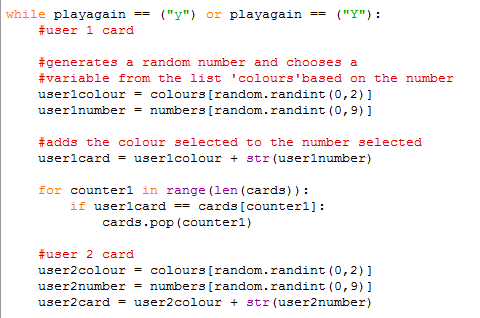 while playagain == ("y") or playagain == ("Y"):
#user 1 card
#generates a random number and chooses a
#variable from the list 'colours'based on the number
user1colour = colours[random.randint(0,2)]
user1number = numbers[random.randint(0,9)]
#adds the colour selected to the number selected
user1card = user1colour + str(user1number)
for counter1 in range(len(cards)):
if user1card == cards[counter1]:
cards.pop(counter1)
#user 2 card
user2colour = colours[random.randint(0,2)]
user2number = numbers[random.randint(0,9)]
user2card = user2colour + str(user2number)